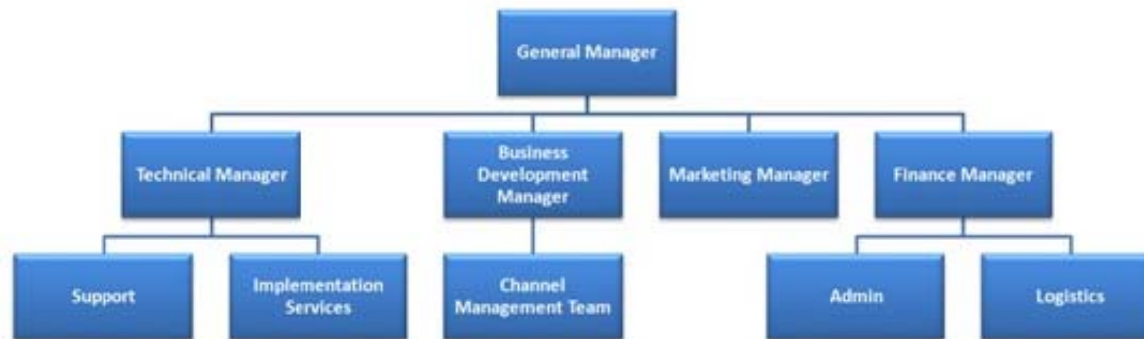 General Manager
Technical Manager
Business
Development
Manager
Marketing Manager
Finance Manager
Support
Implementation
Services
Channel
Management Team
Admin
Logistics